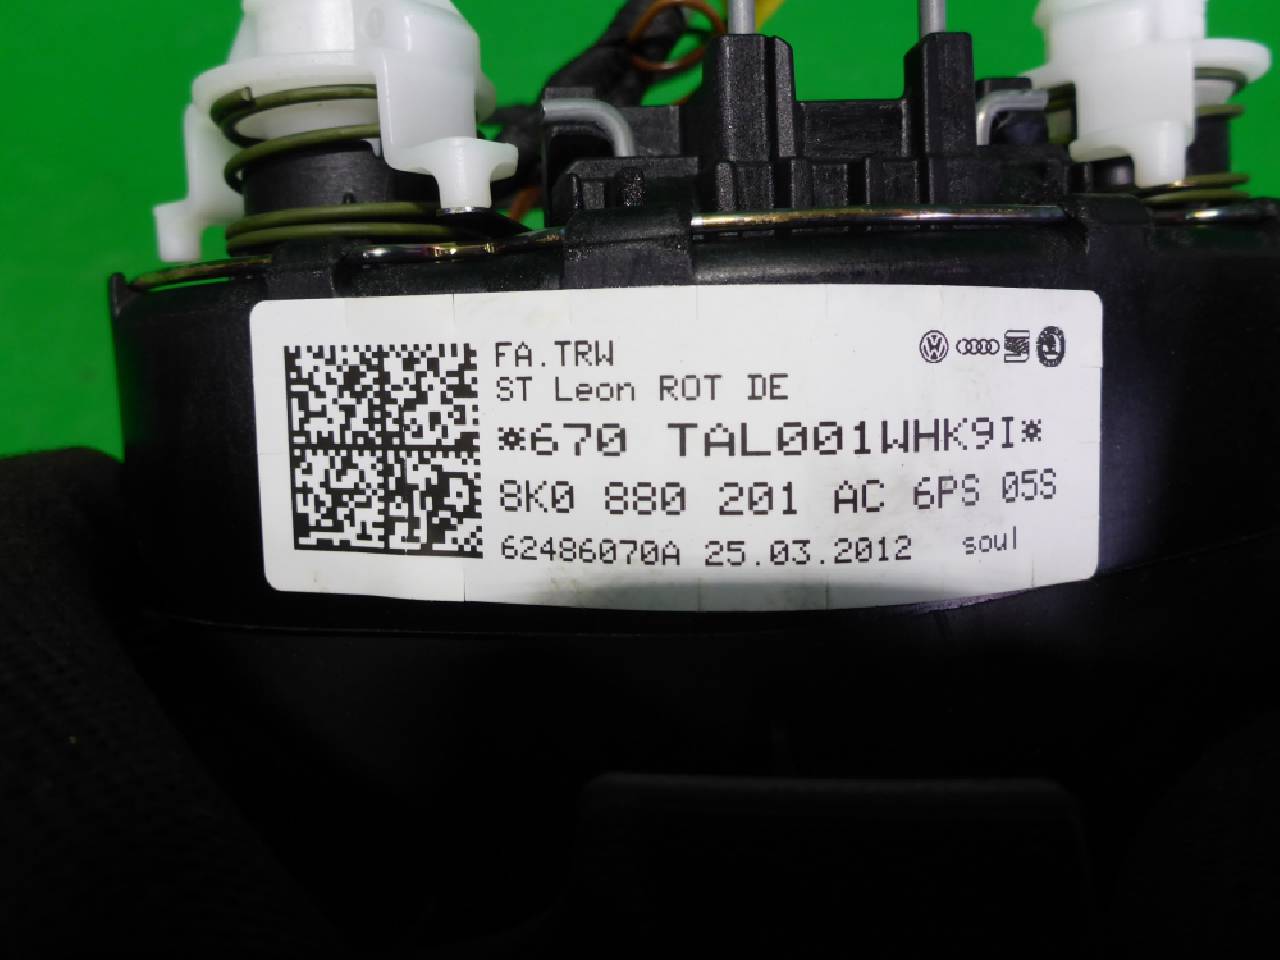 FA.TRW
ST Leon ROT DE
*670 TAL001WHK9I*
8K0 880 201 AC 6PS 05S
62486070A 25.03.2012 soul